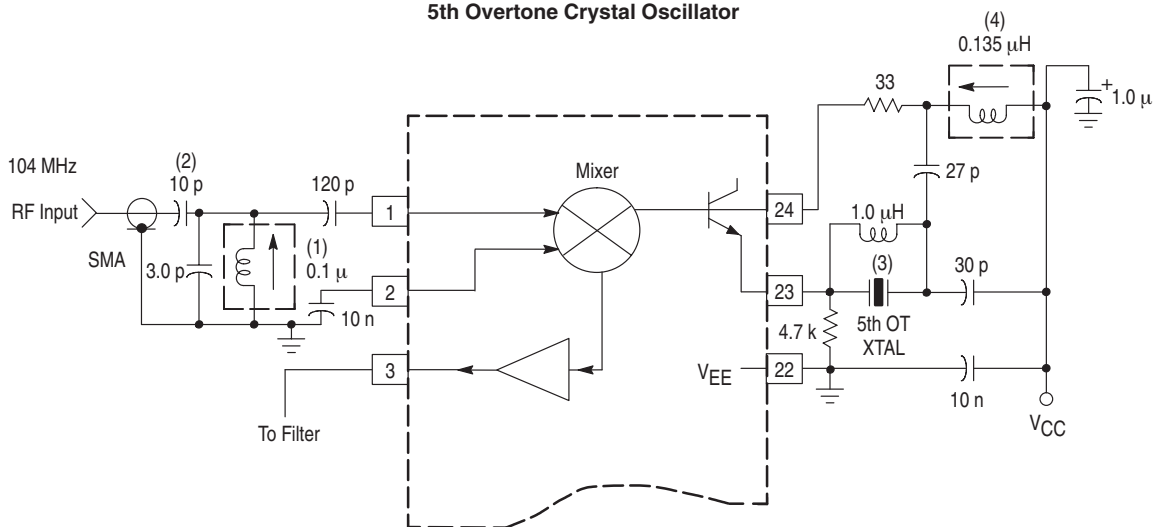 5th Overtone Crystal Oscillator
(4)
0.135 μH
33
+
1.0 μ
104 MHz
(2)
10 p
120 p
Mixer
27 p
RF Input
1
24
1.0 μH
SMA
3.0 p
(1)
0.1 μ
(3)
30 p
2
23
10 n
4.7 k
5th OT
XTAL
3
VEE
22
10 n
To Filter
VCC